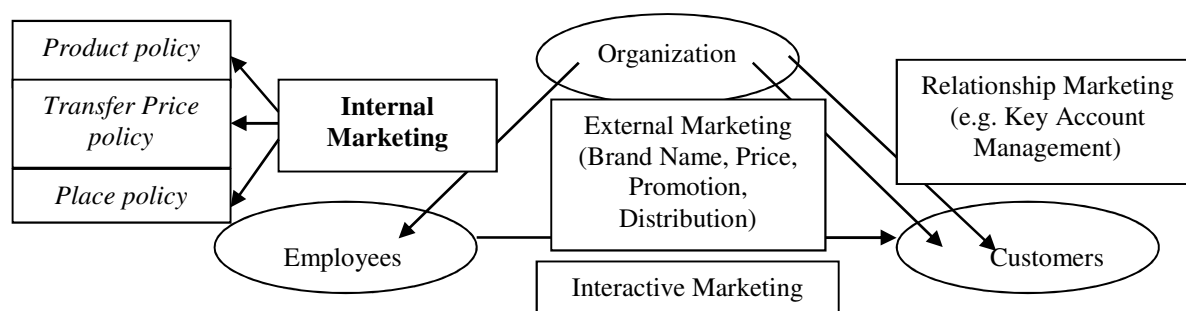 Product policy
Transfer Price
policy
Place policy
Internal
Marketing
Organization
External Marketing
(Brand Name, Price,
Promotion,
Distribution)
Relationship Marketing
(e.g. Key Account
Management)
Employees
Customers
Interactive Marketing